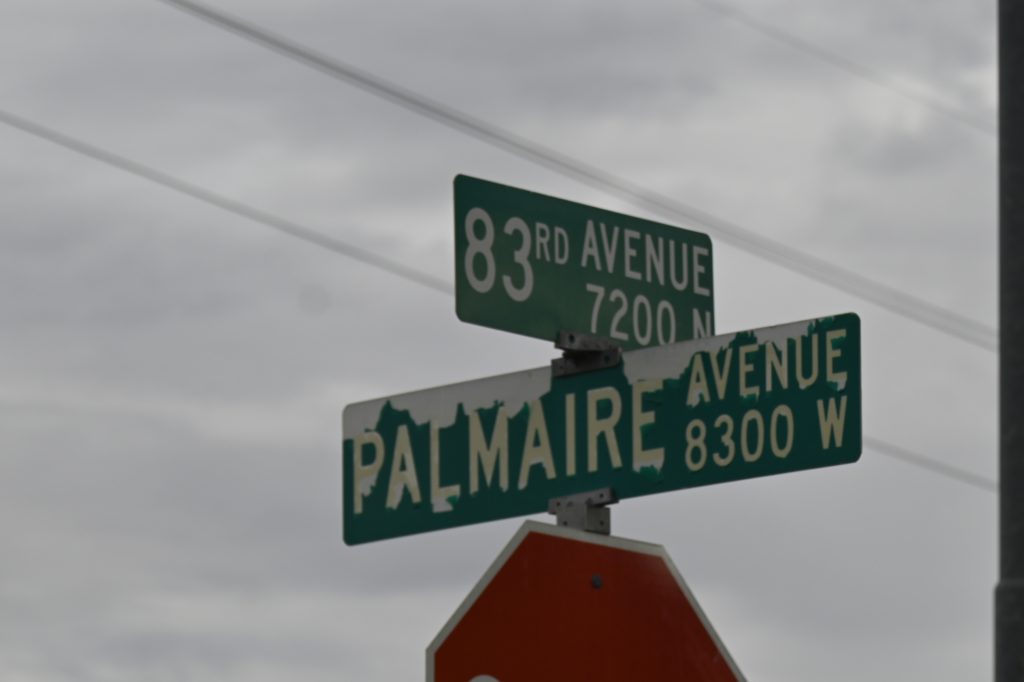 83RD AVENUE
7200 N
PALMAIRE AVENUE
8300 W